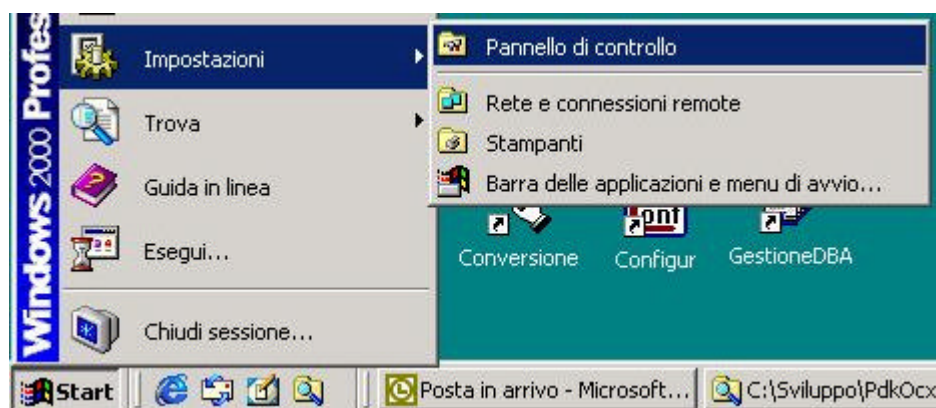 Windows 2000 Profes
Impostazioni
Trova
Guida in linea
Esegui...
Chiudi sessione...
Pannello di controllo
Rete e connessioni remote
Stampanti
Barra delle applicazioni e menu di avvio...
Conversione
Configur
GestioneDBA
Start
Posta in arrivo - Microsoft...
C:\Sviluppo\PdkOcx